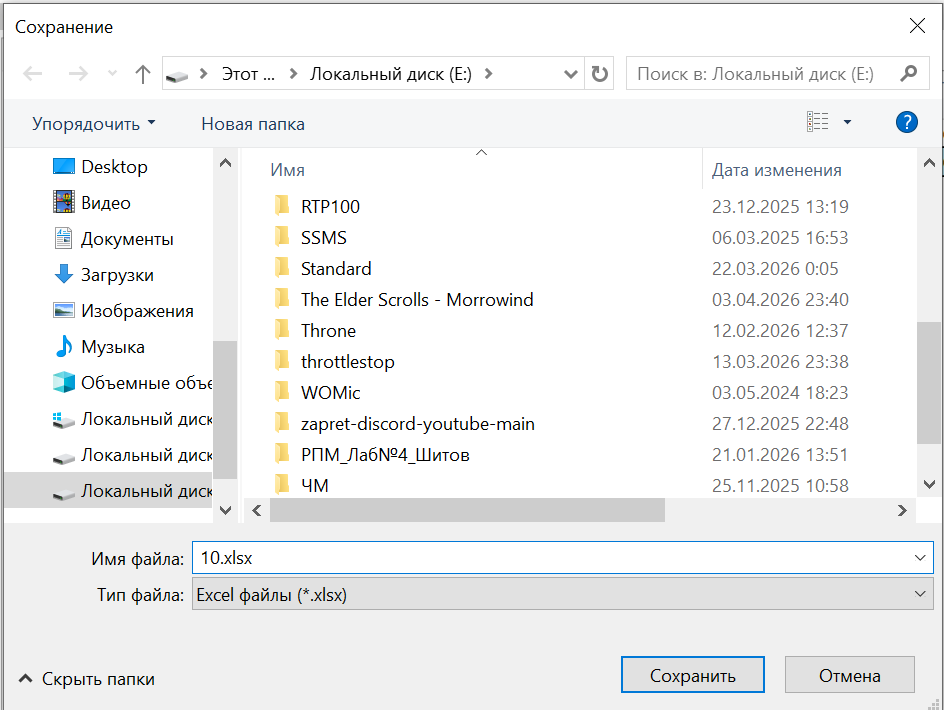 Сохранение
Этот ... Локальный диск (E:)
Поиск в: Локальный диск (E:)
Упорядочить
Новая папка
Desktop
Видео
Документы
Загрузки
Изображения
Музыка
Объемные объе
Локальный диск
Локальный диск
Локальный диск
Имя Дата изменения
RTP100 23.12.2025 13:19
SSMS 06.03.2025 16:53
Standard 22.03.2026 0:05
The Elder Scrolls - Morrowind 03.04.2026 23:40
Throne 12.02.2026 12:37
throttlestop 13.03.2026 23:38
WOMic 03.05.2024 18:23
zapret-discord-youtube-main 27.12.2025 22:48
РПМ_Лаб№4_Шитов 21.01.2026 13:51
ЧМ 25.11.2025 10:58
Имя файла: 10.xlsx
Тип файла: Excel файлы (*.xlsx)
Скрыть папки
Сохранить
Отмена